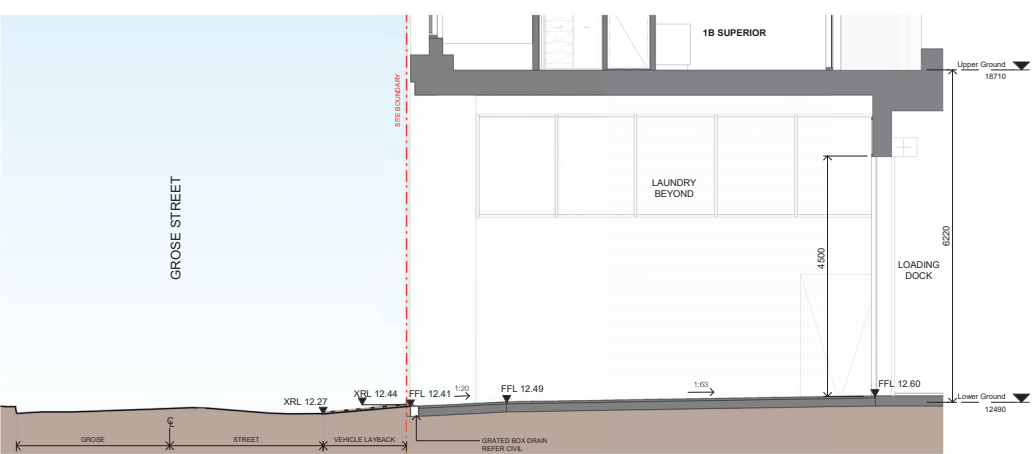 1B SUPERIOR
Upper Ground
18710
SITE BOUNDARY
GROSE STREET
LAUNDRY
BEYOND
4500
6220
LOADING
DOCK
XRL 12.27
XRL 12.44
FFL 12.41
1:20
FFL 12.49
1:63
FFL 12.60
Lower Ground
12490
GROSE
℄
STREET
VEHICLE LAYBACK
GRATED BOX DRAIN
REFER CIVIL